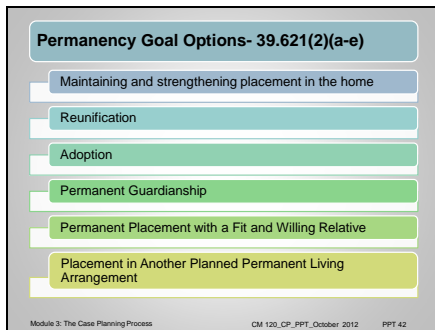 Permanency Goal Options- 39.621(2)(a-e)
Maintaining and strengthening placement in the home
Reunification
Adoption
Permanent Guardianship
Permanent Placement with a Fit and Willing Relative
Placement in Another Planned Permanent Living
Arrangement
Module 3: The Case Planning Process CM 120_CP_PPT_October 2012 PPT 42